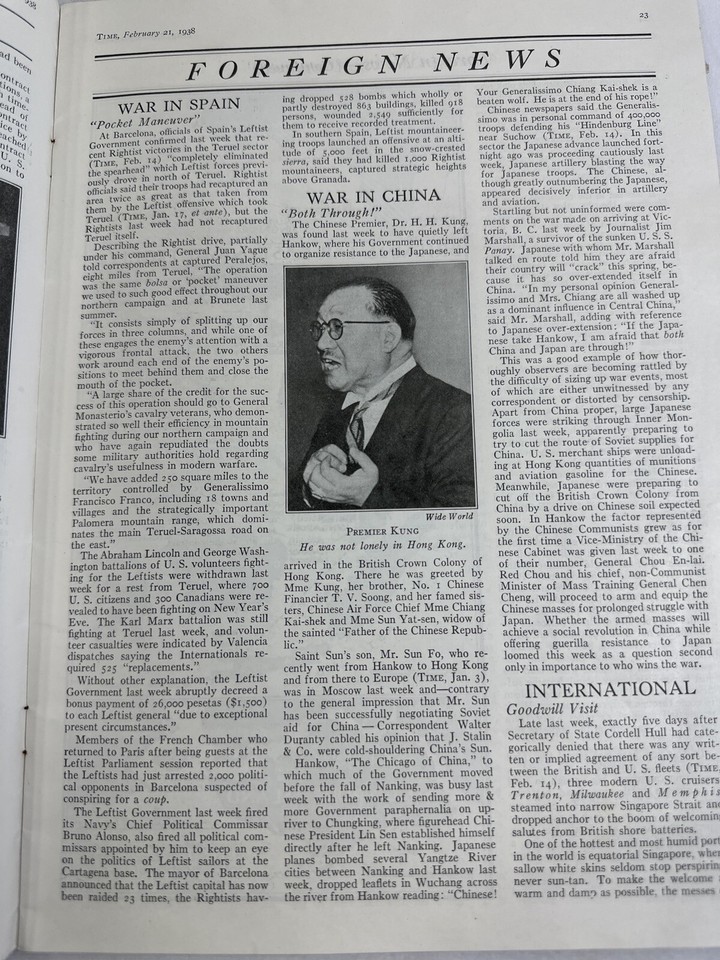 TIME, February 21, 1938
23
FOREIGN NEWS
WAR IN SPAIN
"Pocket Maneuver"
At Barcelona, officials of Spain's Leftist
Government confirmed last week that re-
cent Rightist victories in the Teruel sector
(TIME, Feb. 14) "completely eliminated
the spearhead" which Leftist forces previ-
ously drove in north of Teruel. Rightist
officials said their troops had recaptured an
area twice as great as that taken from
them by the Leftist offensive which took
Teruel (TIME, Jan. 17, et ante), but the
Rightists last week had not recaptured
Teruel itself.
Describing the Rightist drive, partially
under his command, General Juan Yague
told correspondents at captured Peralejos,
eight miles from Teruel, "The operation
was the same bolsa or 'pocket' maneuver
we used to such good effect throughout our
northern campaign and at Brunete last
summer.
"It consists simply of splitting up our
forces in three columns, and while one of
these engages the enemy's attention with a
vigorous frontal attack, the two others
work around each end of the enemy's po-
sitions to meet behind them and close the
mouth of the pocket.
"A large share of the credit for the suc-
cess of this operation should go to General
Monasterio's cavalry veterans, who demon-
strated so well their efficiency in mountain
fighting during our northern campaign and
who have again repudiated the doubts
some military authorities hold regarding
cavalry's usefulness in modern warfare.
"We have added 250 square miles to the
territory controlled by Generalissimo
Francisco Franco, including 18 towns and
villages and the strategically important
Palomera mountain range, which domi-
nates the main Teruel-Saragossa road on
the east."
The Abraham Lincoln and George Wash-
ington battalions of U. S. volunteers fight-
ing for the Leftists were withdrawn last
week for a rest from Teruel, where 700
U. S. citizens and 300 Canadians were re-
vealed to have been fighting on New Year's
Eve. The Karl Marx battalion was still
fighting at Teruel last week, and volun-
teer casualties were indicated by Valencia
dispatches saying the Internationals re-
quired 525 "replacements."
Without other explanation, the Leftist
Government last week abruptly decreed a
bonus payment of 26,000 pesetas ($1,500)
to each Leftist general "due to exceptional
present circumstances."
Members of the French Chamber who
returned to Paris after being guests at the
Leftist Parliament session reported that
the Leftists had just arrested 2,000 politi-
cal opponents in Barcelona suspected of
conspiring for a coup.
The Leftist Government last week fired
its Navy's Chief Political Commissar
Bruno Alonso, also fired all political com-
missars appointed by him to keep an eye
on the politics of Leftist sailors at the
Cartagena base. The mayor of Barcelona
announced that the Leftist capital has now
been raided 23 times, the Rightists hav-
ing dropped 528 bombs which wholly or
partly destroyed 863 buildings, killed 918
persons, wounded 2,540 sufficiently for
them to receive recorded treatment.
In southern Spain, Leftist mountaineer-
ing troops launched an offensive at an alti-
tude of 5,000 feet in the snow-crested
sierra, said they had killed 1,000 Rightist
mountaineers, captured strategic heights
above Granada.
WAR IN CHINA
"Both Through!"
The Chinese Premier, Dr. H. H. Kung,
was found last week to have quietly left
Hankow, where his Government continued
to organize resistance to the Japanese, and
Wide World
PREMIER KUNG
He was not lonely in Hong Kong.
arrived in the British Crown Colony of
Hong Kong. There he was greeted by
Mme Kung, her brother, No. 1 Chinese
Financier T. V. Soong, and her famed sis-
ters, Chinese Air Force Chief Mme Chiang
Kai-shek and Mme Sun Yat-sen, widow of
the sainted "Father of the Chinese Repub-
lic."
Saint Sun's son, Mr. Sun Fo, who re-
cently went from Hankow to Hong Kong
and from there to Europe (TIME, Jan. 3),
was in Moscow last week and—contrary
to the general impression that Mr. Sun
has been successfully negotiating Soviet
aid for China—Correspondent Walter
Duranty cabled his opinion that J. Stalin
& Co. were cold-shouldering China's Sun.
Hankow, "The Chicago of China," to
which much of the Government moved
before the fall of Nanking, was busy last
week with the work of sending more &
more Government paraphernalia on up-
river to Chungking, where figurehead Chi-
nese President Lin Sen established himself
directly after he left Nanking. Japanese
planes bombed several Yangtze River
cities between Nanking and Hankow last
week, dropped leaflets in Wuchang across
the river from Hankow reading: "Chinese!
Your Generalissimo Chiang Kai-shek is a
beaten wolf. He is at the end of his rope!"
Chinese newspapers said the Generalis-
simo was in personal command of 400,000
troops defending his "Hindenburg Line"
near Suchow (TIME, Feb. 14). In this
sector the Japanese advance launched fort-
night ago was proceeding cautiously last
week, Japanese artillery blasting the way
for Japanese troops. The Chinese, al-
though greatly outnumbering the Japanese,
appeared decisively inferior in artillery
and aviation.
Startling but not uninformed were com-
ments on the war made on arriving at Vic-
toria, B. C. last week by Journalist Jim
Marshall, a survivor of the sunken U. S. S.
Panay. Japanese with whom Mr. Marshall
talked en route told him they are afraid
their country will "crack" this spring, be-
cause it has so over-extended itself in
China. "In my personal opinion General-
issimo and Mrs. Chiang are all washed up
as a dominant influence in Central China,"
said Mr. Marshall, adding with reference
to Japanese over-extension: "If the Japa-
nese take Hankow, I am afraid that both
China and Japan are through!"
This was a good example of how thor-
oughly observers are becoming rattled by
the difficulty of sizing up war events, most
of which are either unwitnessed by any
correspondent or distorted by censorship.
Apart from China proper, large Japanese
forces were striking through Inner Mon-
golia last week, apparently preparing to
try to cut the route of Soviet supplies for
China. U. S. merchant ships were unload-
ing at Hong Kong quantities of munitions
and aviation gasoline for the Chinese.
Meanwhile, Japanese were preparing to
cut off the British Crown Colony from
China by a drive on Chinese soil expected
soon. In Hankow the factor represented
by the Chinese Communists grew as for
the first time a Vice-Ministry of the Chi-
nese Cabinet was given last week to one
of their number, General Chou En-lai.
Red Chou and his chief, non-Communist
Minister of Mass Training General Chen
Cheng, will proceed to arm and equip the
Chinese masses for prolonged struggle with
Japan. Whether the armed masses will
achieve a social revolution in China while
offering guerilla resistance to Japan
loomed this week as a question second
only in importance to who wins the war.
INTERNATIONAL
Goodwill Visit
Late last week, exactly five days after
Secretary of State Cordell Hull had cate-
gorically denied that there was any writ-
ten or implied agreement of any sort be-
tween the British and U. S. fleets (TIME,
Feb. 14), three modern U. S. cruisers
Trenton, Milwaukee and Memphis
steamed into narrow Singapore Strait and
dropped anchor to the boom of welcoming
salutes from British shore batteries.
One of the hottest and most humid port
in the world is equatorial Singapore, wher
sallow white skins seldom stop perspirin
never sun-tan. To make the welcome
warm and damp as possible, the messes